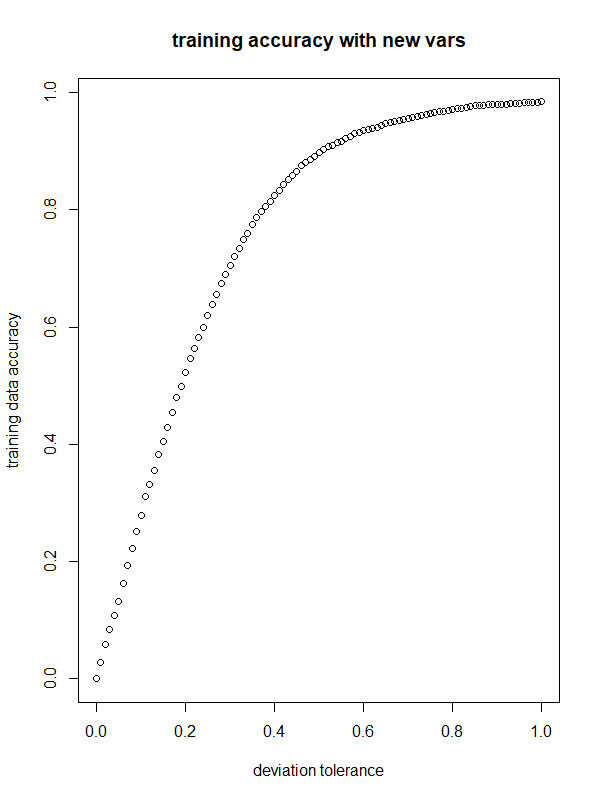 training accuracy with new vars
training data accuracy
1.0
0.8
0.6
0.4
0.2
0.0
0.0 0.2 0.4 0.6 0.8 1.0
deviation tolerance